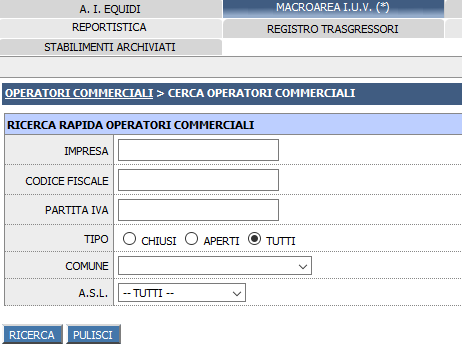 A. I. EQUIDI
MACROAREA I.U.V. (*)
REPORTISTICA
REGISTRO TRASGRESSORI
STABILIMENTI ARCHIVIATI
OPERATORI COMMERCIALI > CERCA OPERATORI COMMERCIALI
RICERCA RAPIDA OPERATORI COMMERCIALI
IMPRESA
CODICE FISCALE
PARTITA IVA
TIPO CHIUSI APERTI TUTTI
COMUNE
A.S.L. -- TUTTI --
RICERCA PULISCI